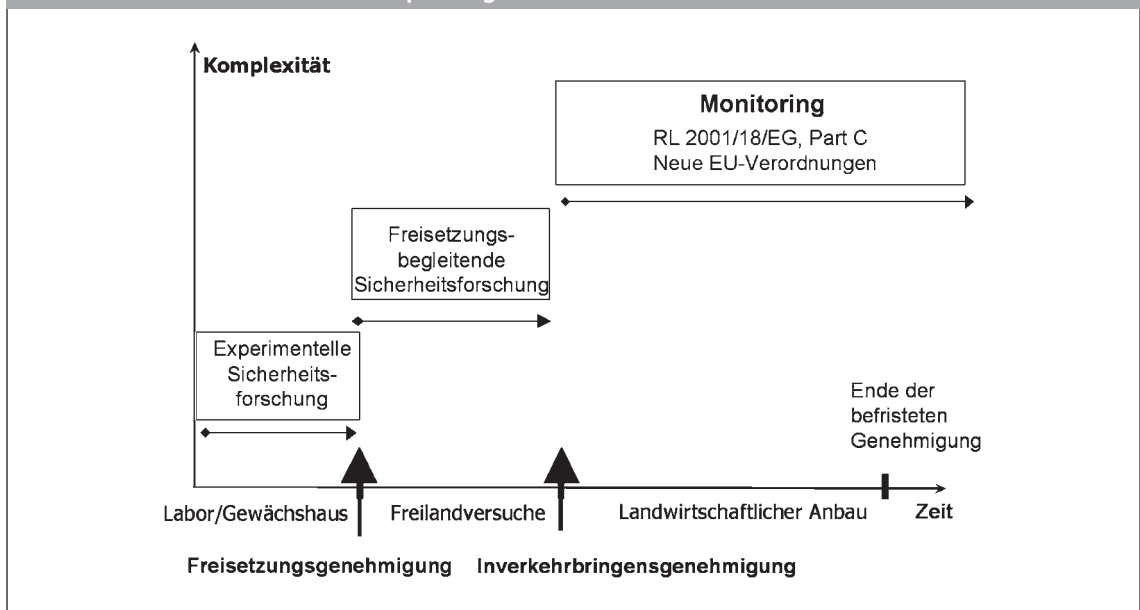 Komplexität
Monitoring
RL 2001/18/EG, Part C
Neue EU-Verordnungen
Freisetzungs-
begleitende
Sicherheitsforschung
Experimentelle
Sicherheits-
forschung
Ende der
befristeten
Genehmigung
Labor/Gewächshaus
Freilandversuche
Landwirtschaftlicher Anbau
Zeit
Freisetzungsgenehmigung
Inverkehrbringensgenehmigung